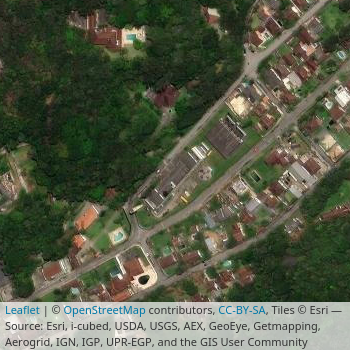 Leaflet | © OpenStreetMap contributors, CC-BY-SA, Tiles © Esri —
Source: Esri, i-cubed, USDA, USGS, AEX, GeoEye, Getmapping,
Aerogrid, IGN, IGP, UPR-EGP, and the GIS User Community